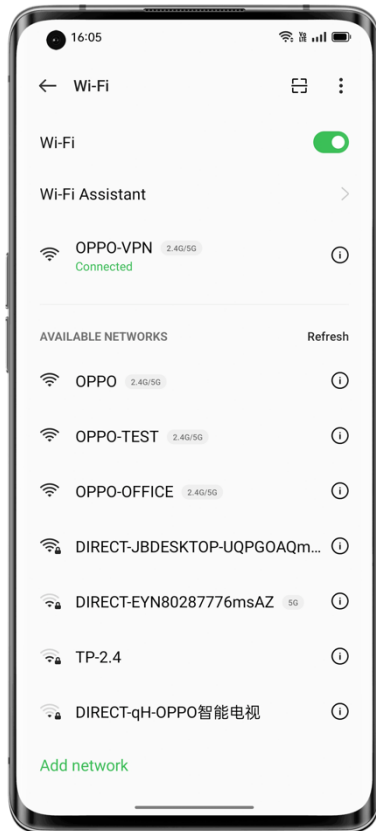 16:05
Wi-Fi
Wi-Fi
Wi-Fi Assistant
OPPO-VPN 2.4G/5G
Connected
AVAILABLE NETWORKS Refresh
OPPO 2.4G/5G
OPPO-TEST 2.4G/5G
OPPO-OFFICE 2.4G/5G
DIRECT-JBDESKTOP-UQPGOAQm...
DIRECT-EYN80287776msAZ 5G
TP-2.4
DIRECT-qH-OPPO智能电视
Add network